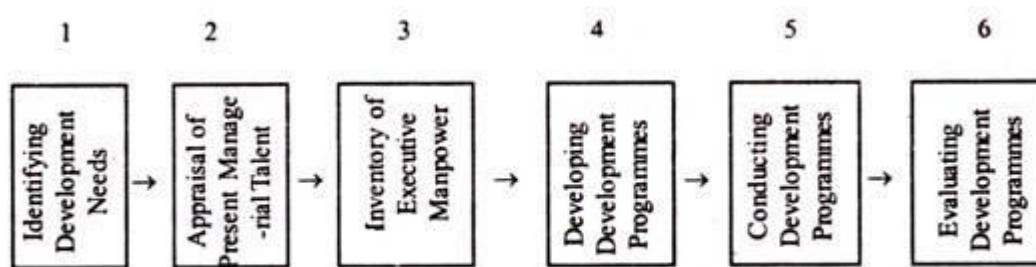 1
2
3
4
5
6
Identifying
Development
Needs
Appraisal of
Present Manage
-rial Talent
Inventory of
Executive
Manpower
Developing
Development
Programmes
Conducting
Development
Programmes
Evaluating
Development
Programmes